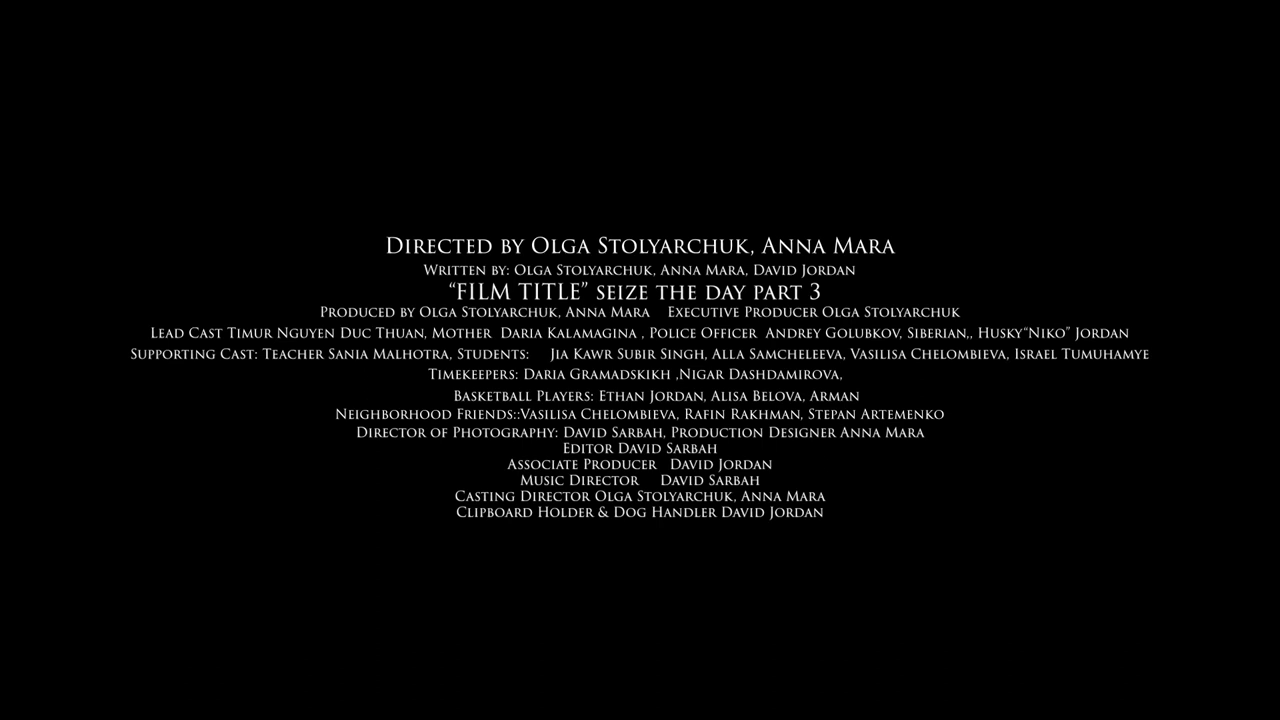 Directed by Olga Stolyarchuk, Anna Mara
Written by: Olga Stolyarchuk, Anna Mara, David Jordan
“FILM TITLE” seize the day part 3
Produced by Olga Stolyarchuk, Anna Mara Executive Producer Olga Stolyarchuk
Lead Cast Timur Nguyen Duc Thuan, Mother Daria Kalamagina , Police Officer Andrey Golubkov, Siberian,, Husky“Niko” Jordan
Supporting Cast: Teacher Sania Malhotra, Students: Jia Kawr Subir Singh, Alla Samcheleeva, Vasilisa Chelombieva, Israel Tumuhamye
Timekeepers: Daria Gramadskikh ,Nigar Dashdamirova,
Basketball Players: Ethan Jordan, Alisa Belova, Arman
Neighborhood Friends::Vasilisa Chelombieva, Rafin Rakhman, Stepan Artemenko
Director of Photography: David Sarbah, Production Designer Anna Mara
Editor David Sarbah
Associate Producer David Jordan
Music Director David Sarbah
Casting Director Olga Stolyarchuk, Anna Mara
Clipboard Holder & Dog Handler David Jordan